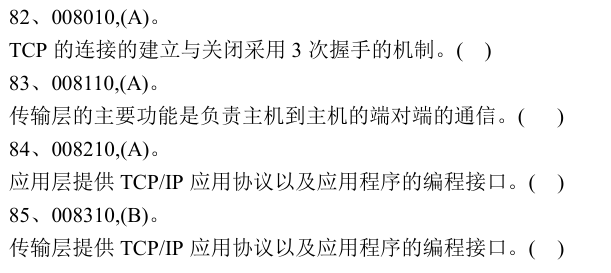 82、008010,(A)。
TCP 的连接的建立与关闭采用 3 次握手的机制。( )
83、008110,(A)。
传输层的主要功能是负责主机到主机的端对端的通信。( )
84、008210,(A)。
应用层提供 TCP/IP 应用协议以及应用程序的编程接口。( )
85、008310,(B)。
传输层提供 TCP/IP 应用协议以及应用程序的编程接口。( )